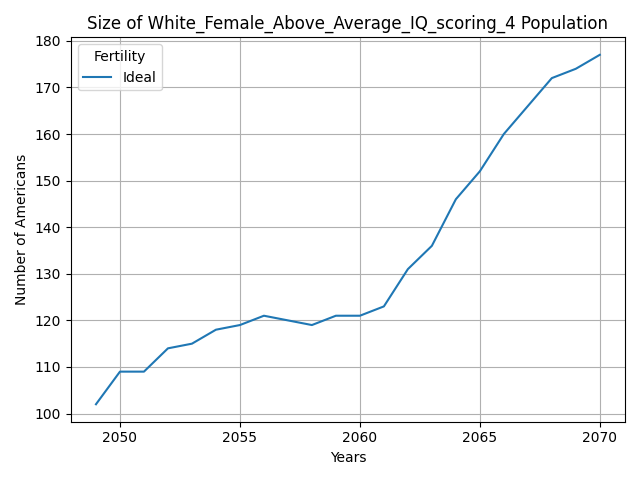 Size of White_Female_Above_Average_IQ_scoring_4 Population
Fertility
Ideal
Number of Americans
180
170
160
150
140
130
120
110
100
2050
2055
2060
2065
2070
Years